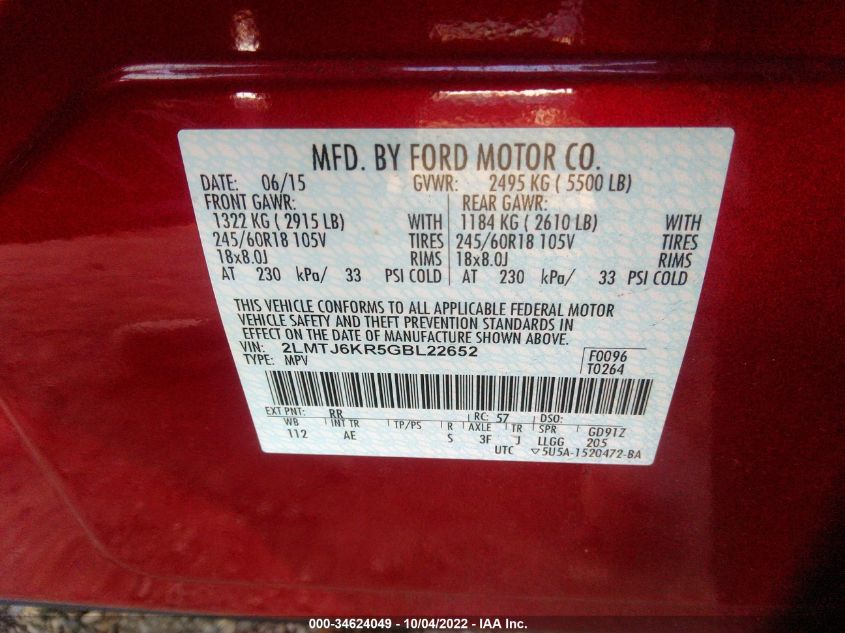 MFD. BY FORD MOTOR CO.
DATE: 06/15 GVWR: 2495 KG ( 5500 LB)
FRONT GAWR: REAR GAWR:
1322 KG ( 2915 LB) WITH 1184 KG ( 2610 LB) WITH
245/60R18 105V TIRES 245/60R18 105V TIRES
18x8.0J RIMS 18x8.0J RIMS
AT 230 kPa/ 33 PSI COLD AT 230 kPa/ 33 PSI COLD
THIS VEHICLE CONFORMS TO ALL APPLICABLE FEDERAL MOTOR
VEHICLE SAFETY AND THEFT PREVENTION STANDARDS IN
EFFECT ON THE DATE OF MANUFACTURE SHOWN ABOVE.
VIN: 2LMTJ6KR5GBL22652 F0096
TYPE: MPV T0264
EXT PNT: RR RC: 57 DSO:
WB INT TR TP/PS R AXLE TR SPR GD91Z
112 AE S 3F J LLGG 205
UTC ▽5U5A-1520472-BA
000-34624049 - 10/04/2022 - IAA Inc.